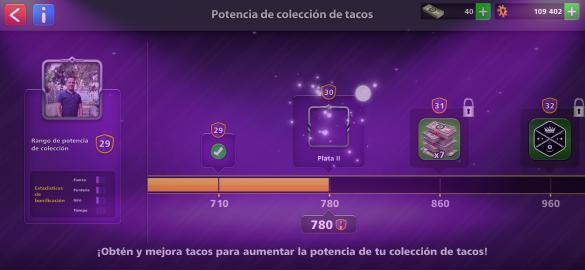 Potencia de colección de tacos
40
109 402
Rango de potencia
de colección
29
Estadísticas
de
bonificación
Fuerza
Puntería
Giro
Tiempo
29
30
Plata II
31
x7
32
710
780
860
960
780
¡Obtén y mejora tacos para aumentar la potencia de tu colección de tacos!